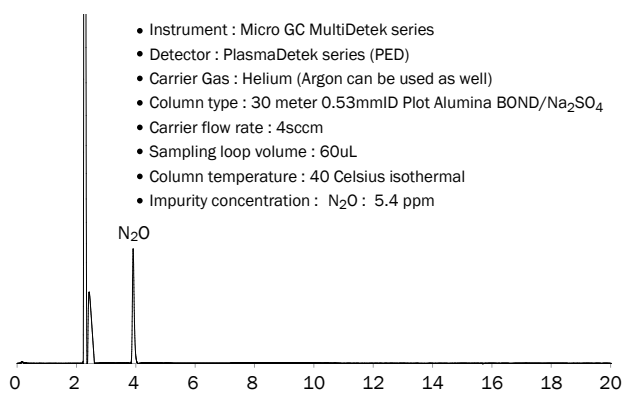 • Instrument : Micro GC MultiDetek series
• Detector : PlasmaDetek series (PED)
• Carrier Gas : Helium (Argon can be used as well)
• Column type : 30 meter 0.53mmID Plot Alumina BOND/Na₂SO₄
• Carrier flow rate : 4sccm
• Sampling loop volume : 60uL
• Column temperature : 40 Celsius isothermal
• Impurity concentration : N₂O : 5.4 ppm
N₂O
0 2 4 6 8 10 12 14 16 18 20